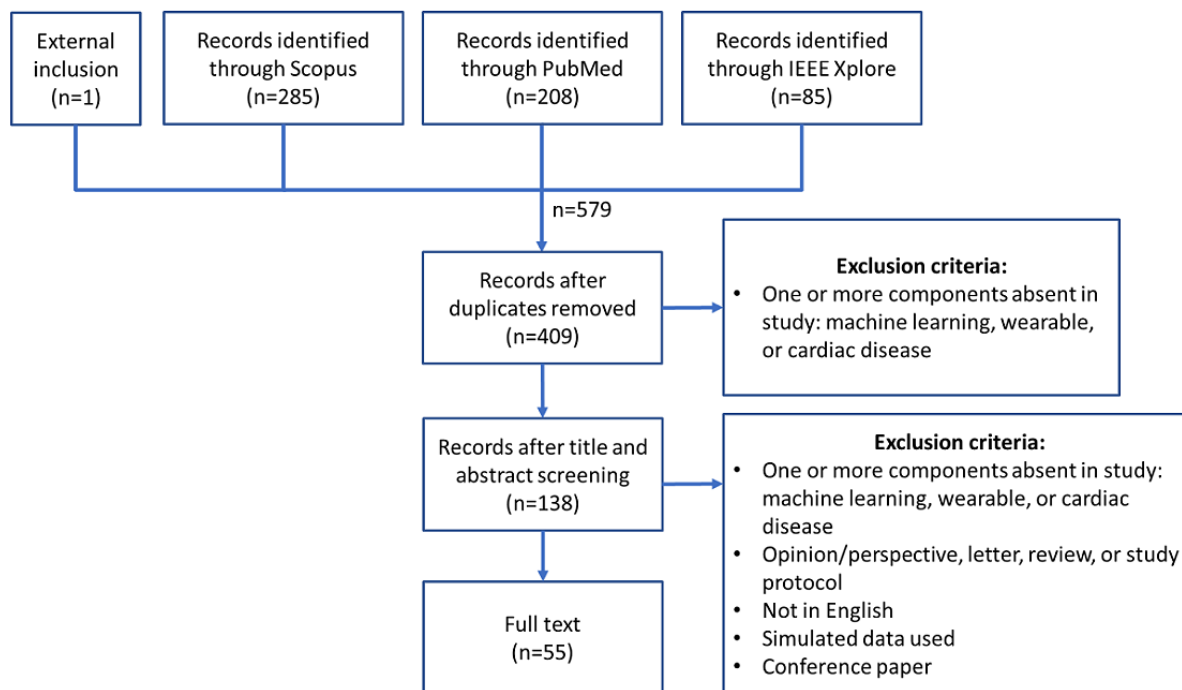 External
inclusion
(n=1)
Records identified
through Scopus
(n=285)
Records identified
through PubMed
(n=208)
Records identified
through IEEE Xplore
(n=85)
n=579
Records after
duplicates removed
(n=409)
Exclusion criteria:
• One or more components absent in
study: machine learning, wearable,
or cardiac disease
Records after title and
abstract screening
(n=138)
Exclusion criteria:
• One or more components absent in study:
machine learning, wearable, or cardiac
disease
• Opinion/perspective, letter, review, or study
protocol
• Not in English
• Simulated data used
• Conference paper
Full text
(n=55)